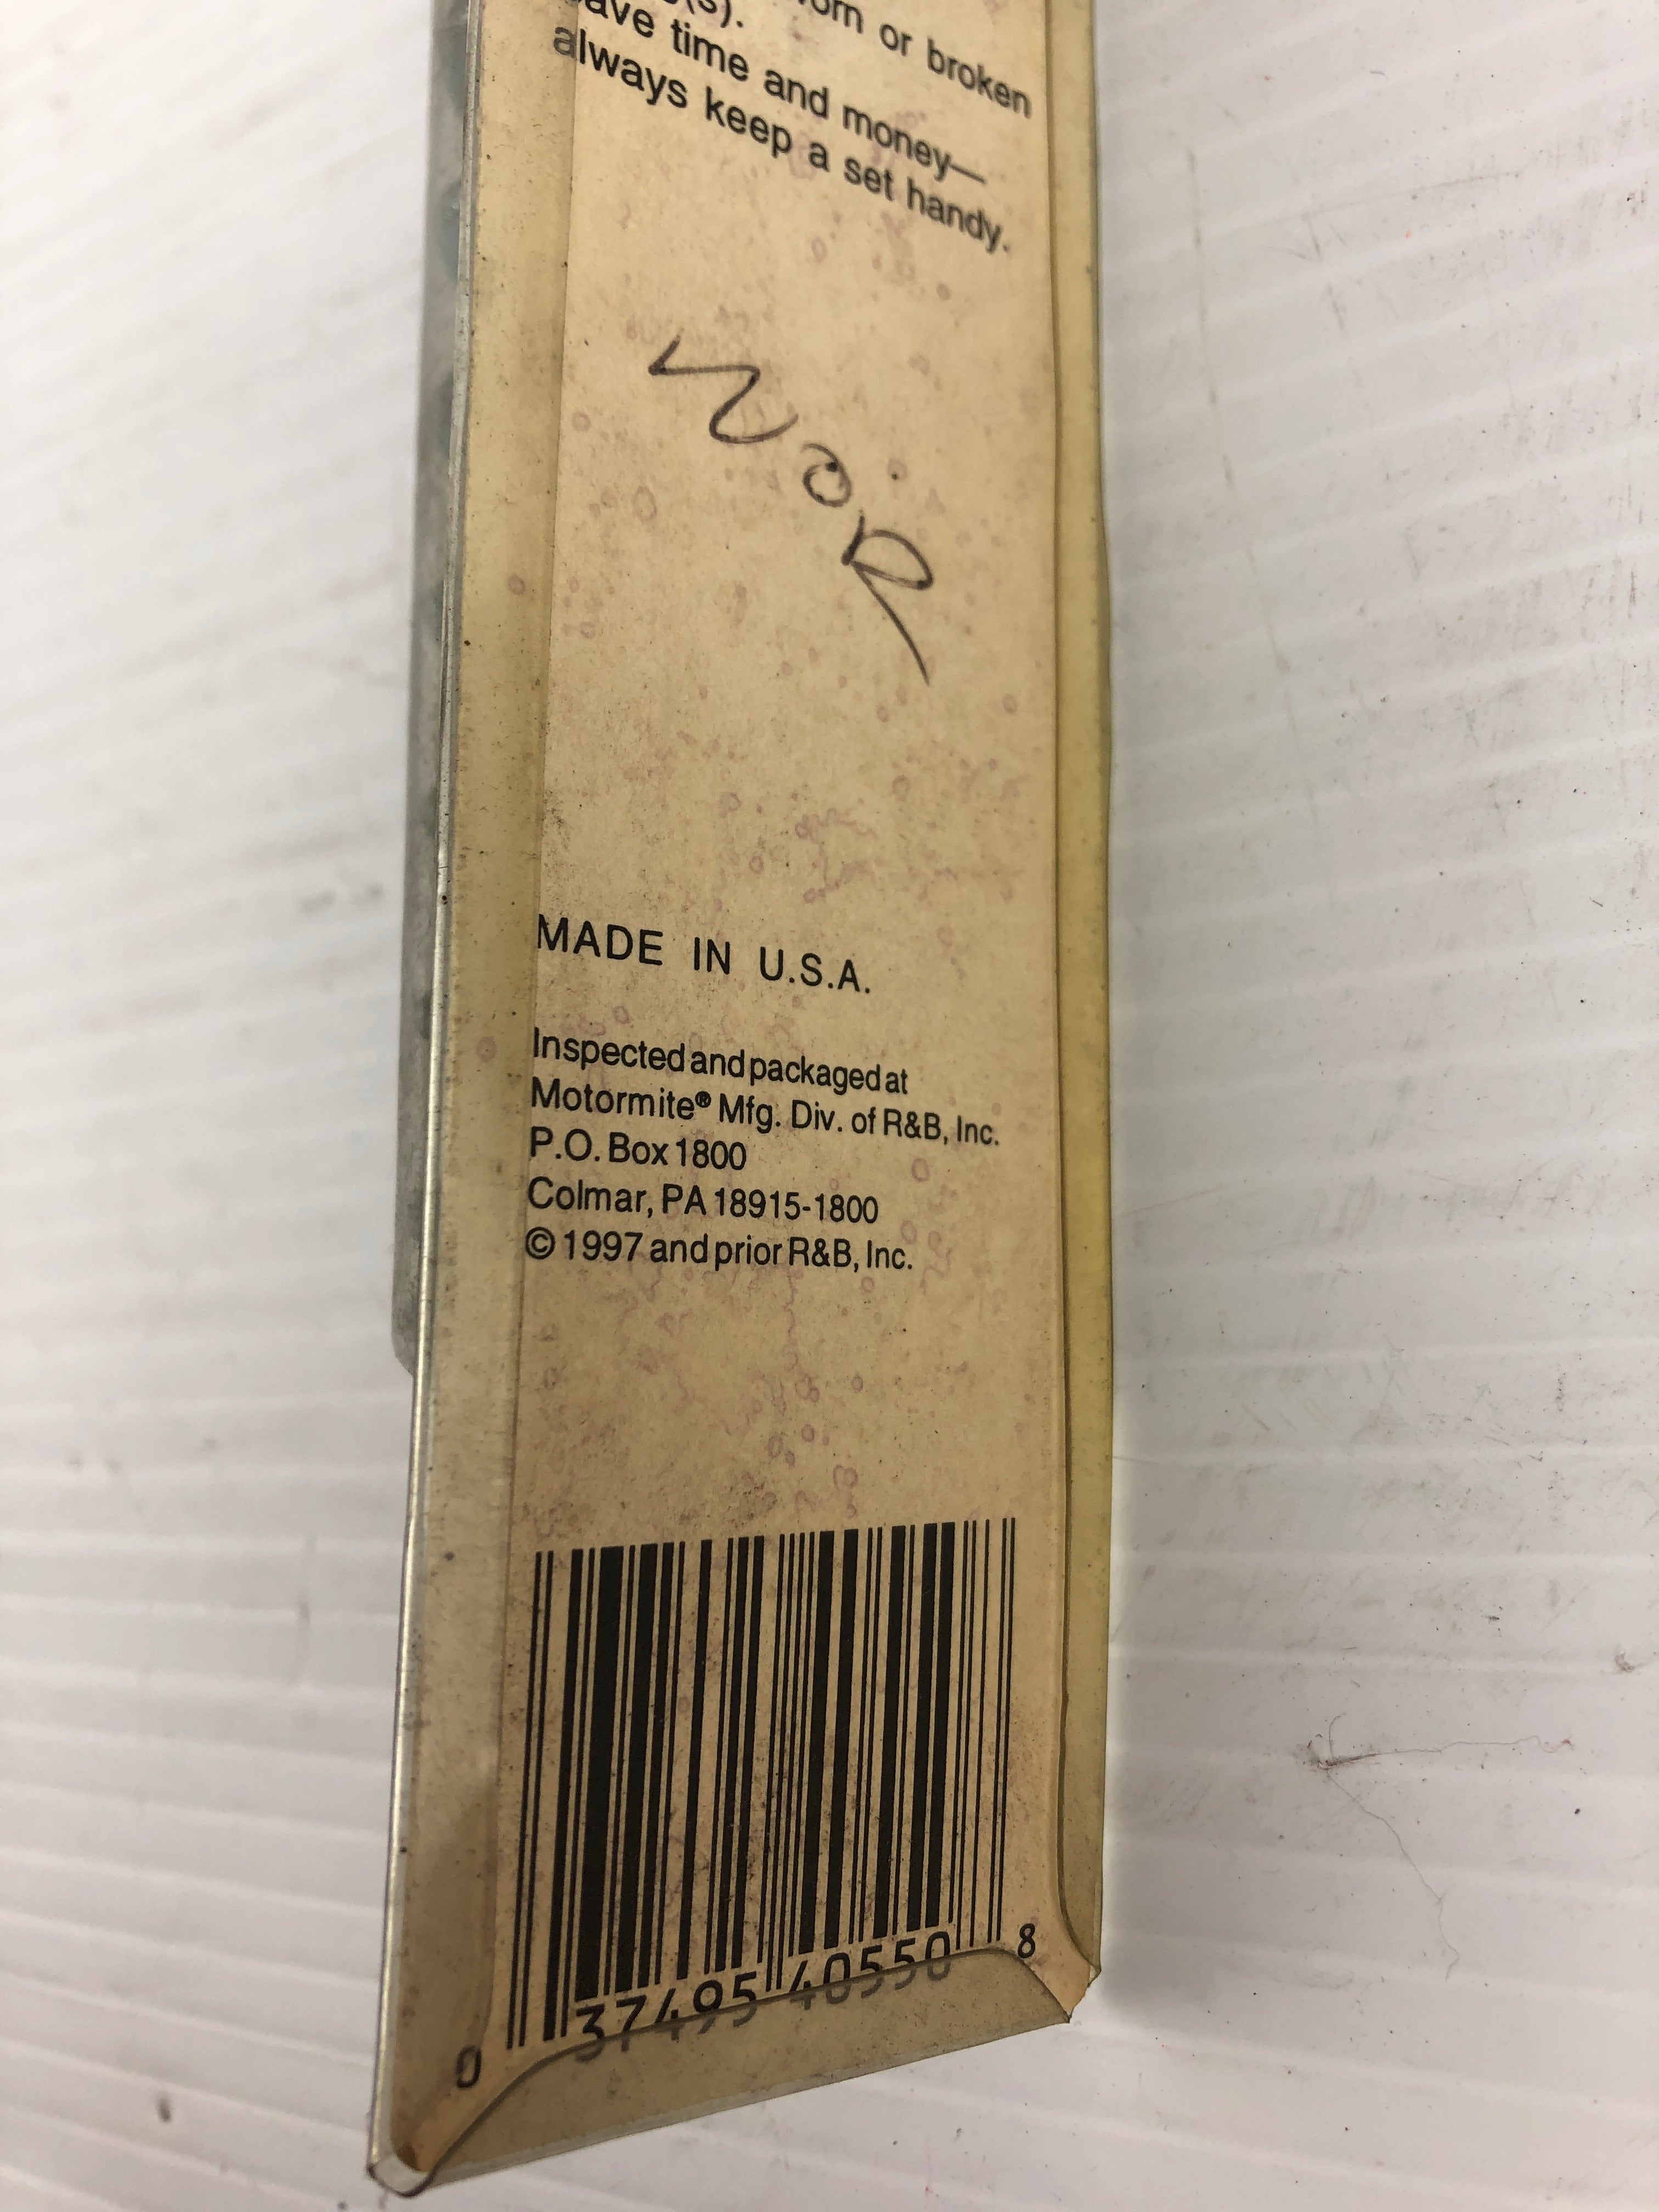 or broken
ave time and money—
always keep a set handy.
MADE IN U.S.A.
Inspected and packaged at
Motormite® Mfg. Div. of R&B, Inc.
P.O. Box 1800
Colmar, PA 18915-1800
© 1997 and prior R&B, Inc.
0 37495 40550 8